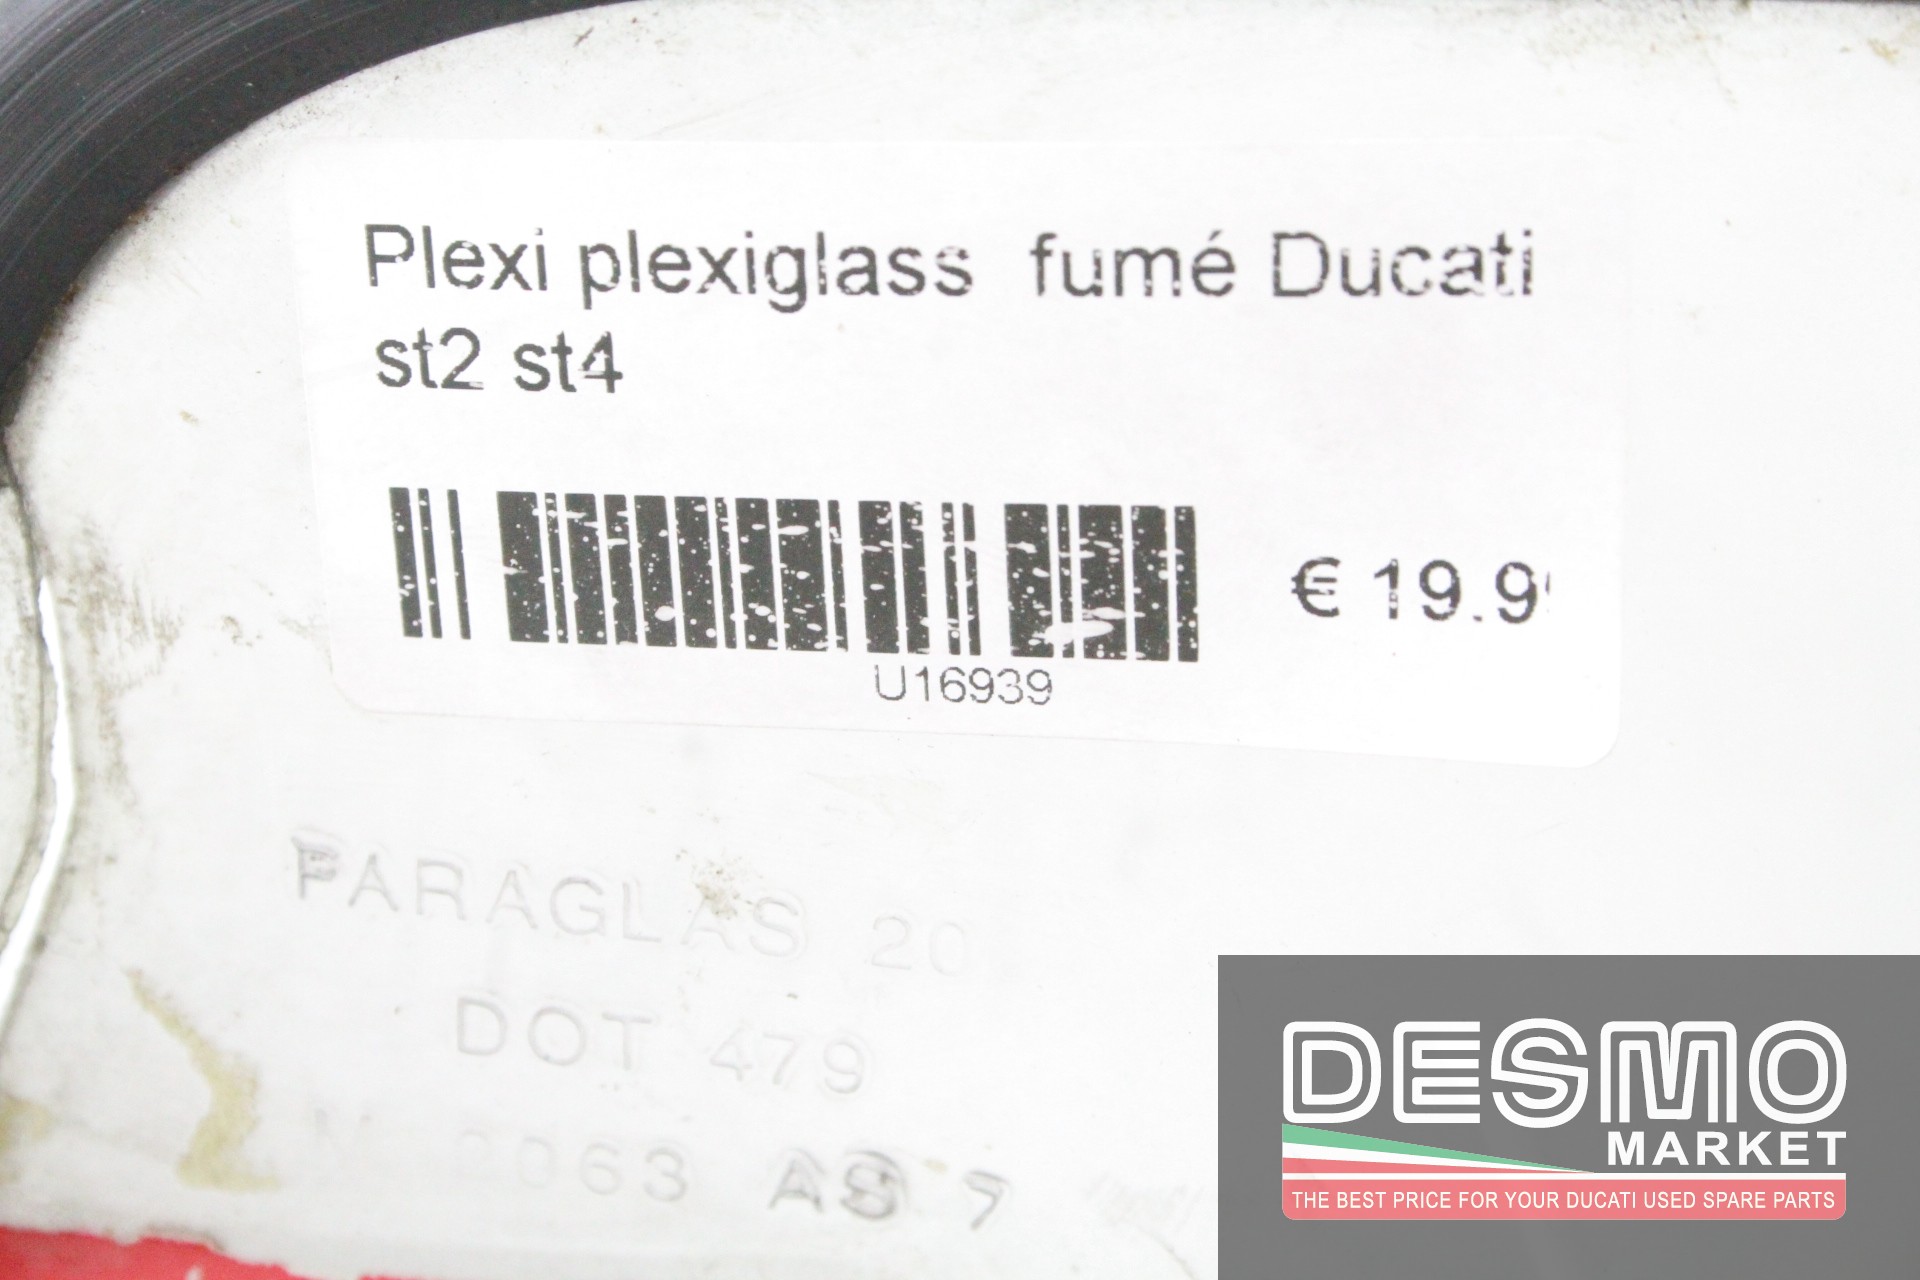 Plexi plexiglass fumé Ducati
st2 st4
€ 19.9
U16939
PARAGLAS 20
DOT 479
M 0063 AS 7
DESMO
MARKET
THE BEST PRICE FOR YOUR DUCATI USED SPARE PARTS